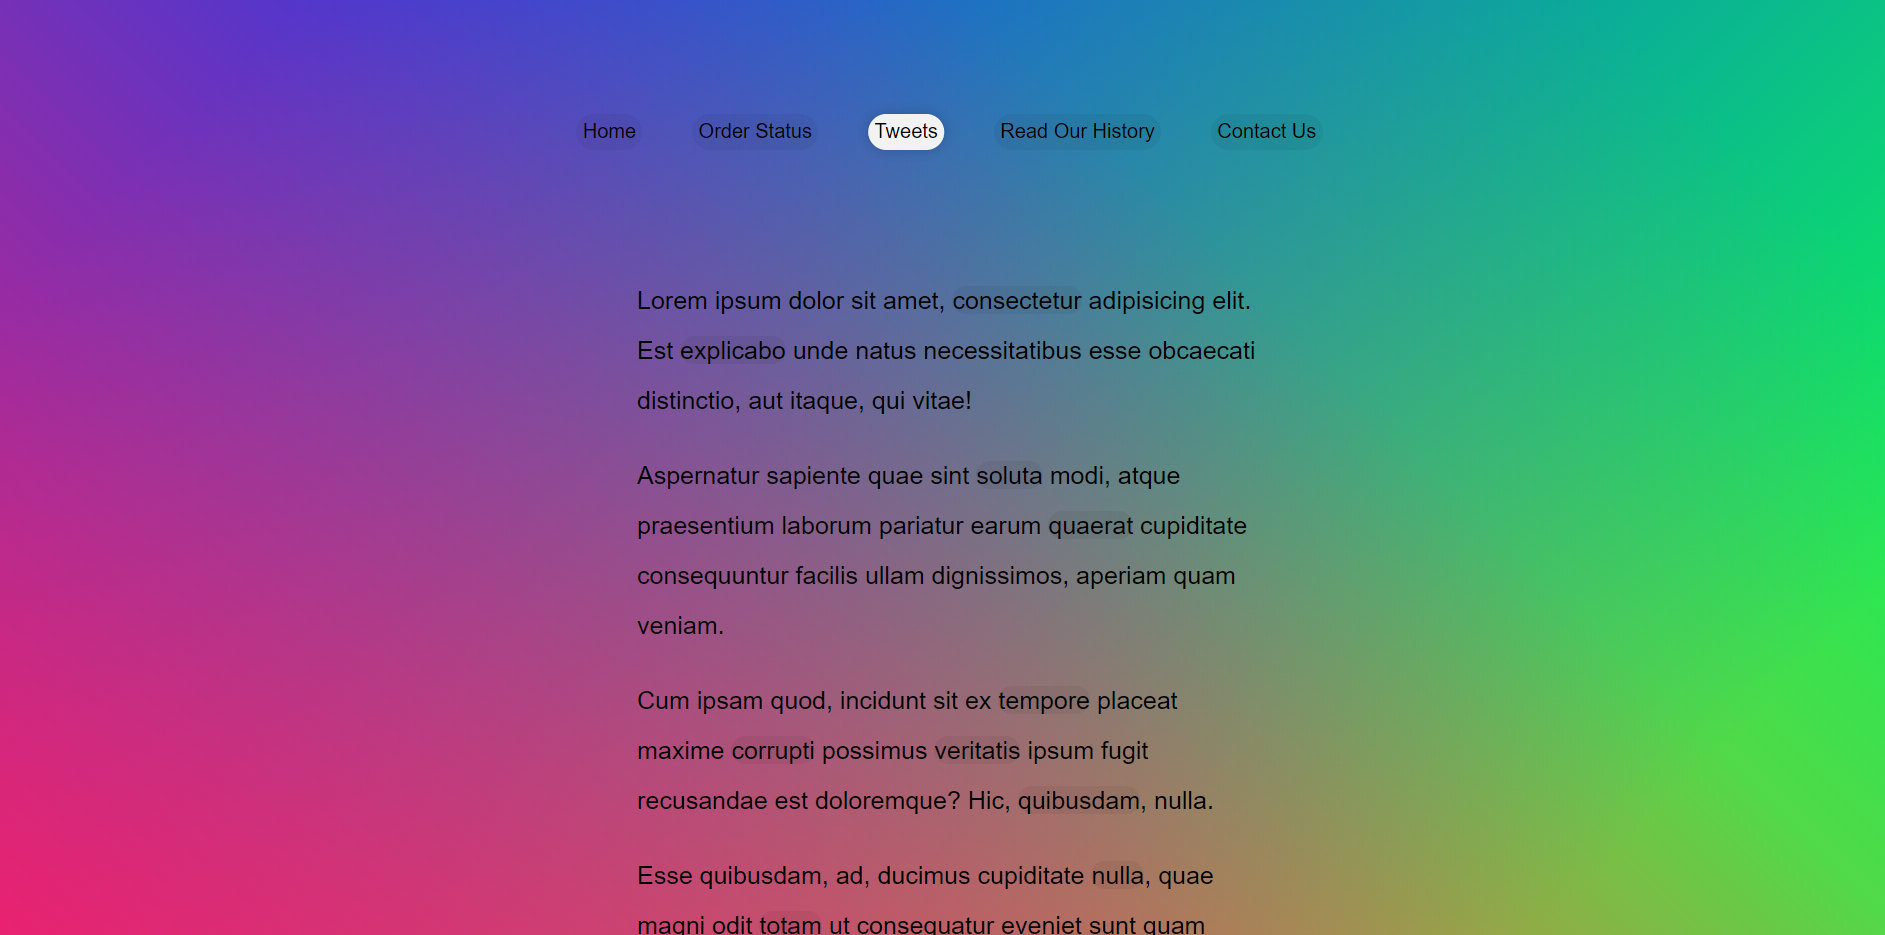 Home Order Status Tweets Read Our History Contact Us
Lorem ipsum dolor sit amet, consectetur adipisicing elit.
Est explicabo unde natus necessitatibus esse obcaecati
distinctio, aut itaque, qui vitae!
Aspernatur sapiente quae sint soluta modi, atque
praesentium laborum pariatur earum quaerat cupiditate
consequuntur facilis ullam dignissimos, aperiam quam
veniam.
Cum ipsam quod, incidunt sit ex tempore placeat
maxime corrupti possimus veritatis ipsum fugit
recusandae est doloremque? Hic, quibusdam, nulla.
Esse quibusdam, ad, ducimus cupiditate nulla, quae
magni odit totam ut consequatur eveniet sunt quam